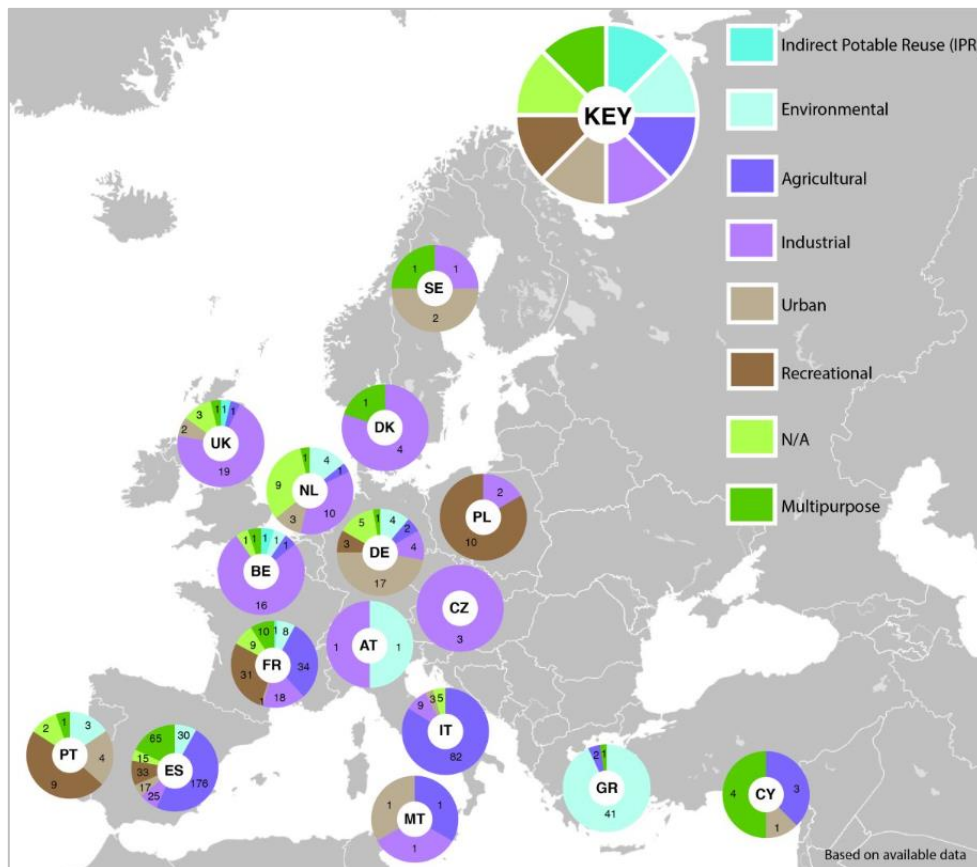 KEY
Indirect Potable Reuse (IPR
Environmental
Agricultural
Industrial
Urban
Recreational
N/A
Multipurpose
1 1
SE
2
1
DK
4
3 1 1 1
2
UK
19
1 4
9 1
NL
3 10
2
PL
10
5 1 4
2
3 DE 4
17
1 1 1 1
1
BE
16
CZ
3
1 AT 1
10 1 8
9
FR 34
31
1 18
9 3 5
IT
82
2 1 3
PT 4
9
65 30
15
33 ES
17 176
25
1 1
MT
1
2 1
GR
41
4 CY 3
1
Based on available data